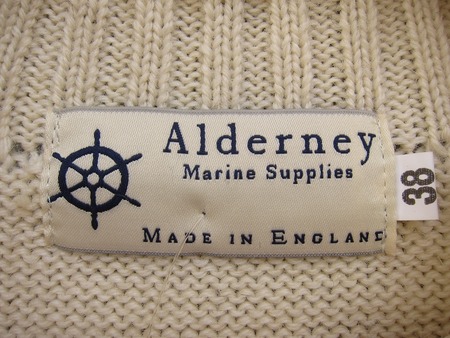 Alderney
Marine Supplies
MADE IN ENGLAND
38